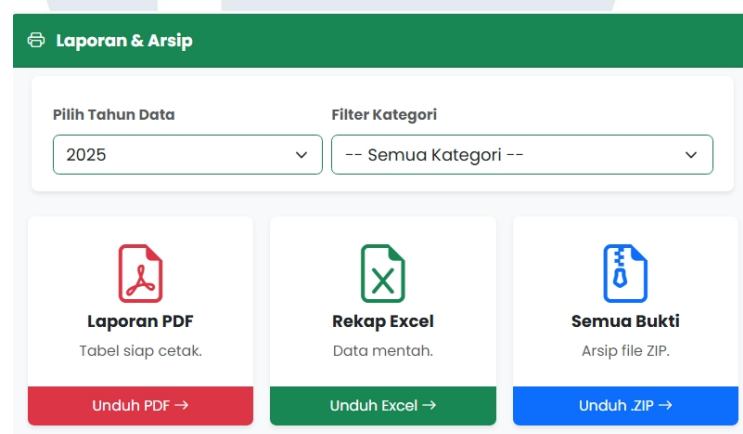 Laporan & Arsip
Pilih Tahun Data
Filter Kategori
2025
-- Semua Kategori --
Laporan PDF
Tabel siap cetak.
Unduh PDF →
Rekap Excel
Data mentah.
Unduh Excel →
Semua Bukti
Arsip file ZIP.
Unduh .ZIP →